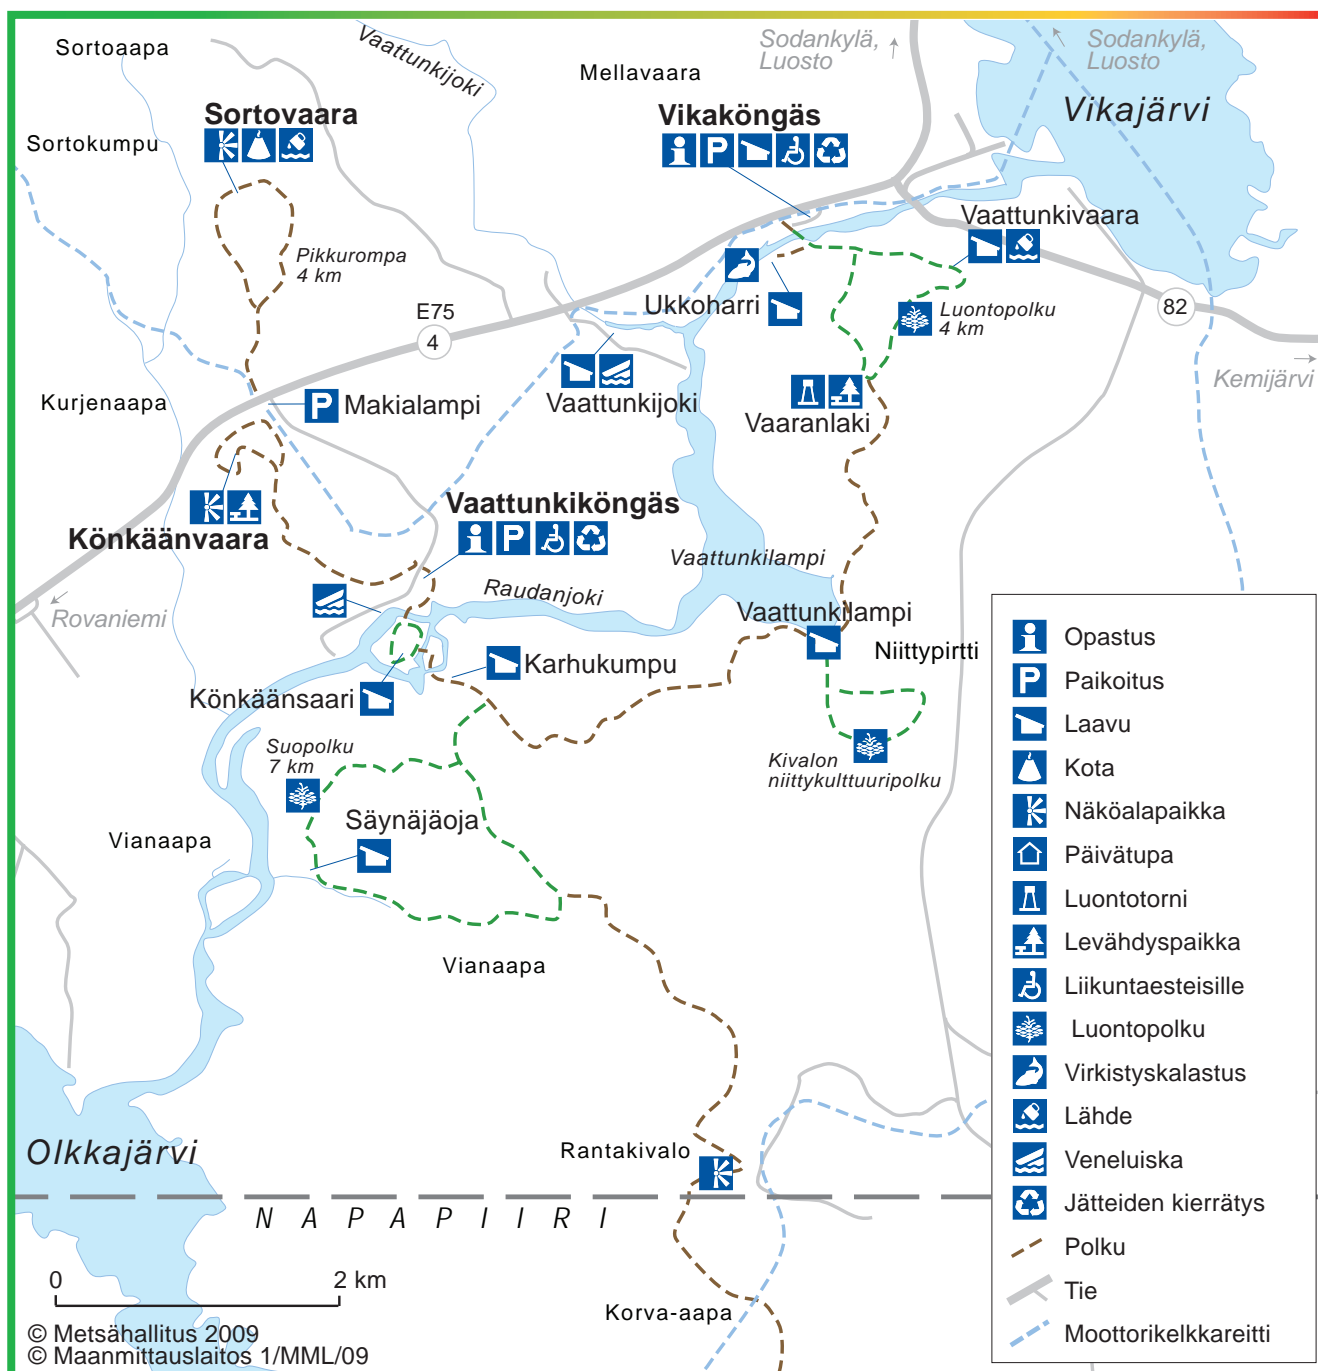 Sortoaapa
Vaattunkijoki
Sodankylä,
Luosto
Sodankylä,
Luosto
Mellavaara
Vikajärvi
Sortovaara
Vikaköngäs
P
Sortokumpu
Vaattunkivaara
Pikkurompa
4 km
Ukkoharri
Luontopolku
4 km
E75
4
82
Kemijärvi
Kurjenaapa
P
Makialampi
Vaattunkijoki
Vaaranlaki
Vaattunkiköngäs
P
Könkäänvaara
Vaattunkilampi
Raudanjoki
Rovaniemi
Vaattunkilampi
Niittypirtti
Karhukumpu
Könkäänsaari
Suopolku
7 km
Kivalon
niittykulttuuripolku
Säynäjäoja
Vianaapa
Vianaapa
Olkkajärvi
Rantakivalo
NAPAPIIRI
0 2 km
Korva-aapa
© Metsähallitus 2009
© Maanmittauslaitos 1/MML/09
Opastus
P Paikoitus
Laavu
Kota
Näköalapaikka
Päivätupa
Luontotorni
Levähdyspaikka
Liikuntaesteisille
Luontopolku
Virkistyskalastus
Lähde
Veneluiska
Jätteiden kierrätys
Polku
Tie
Moottorikelkkareitti